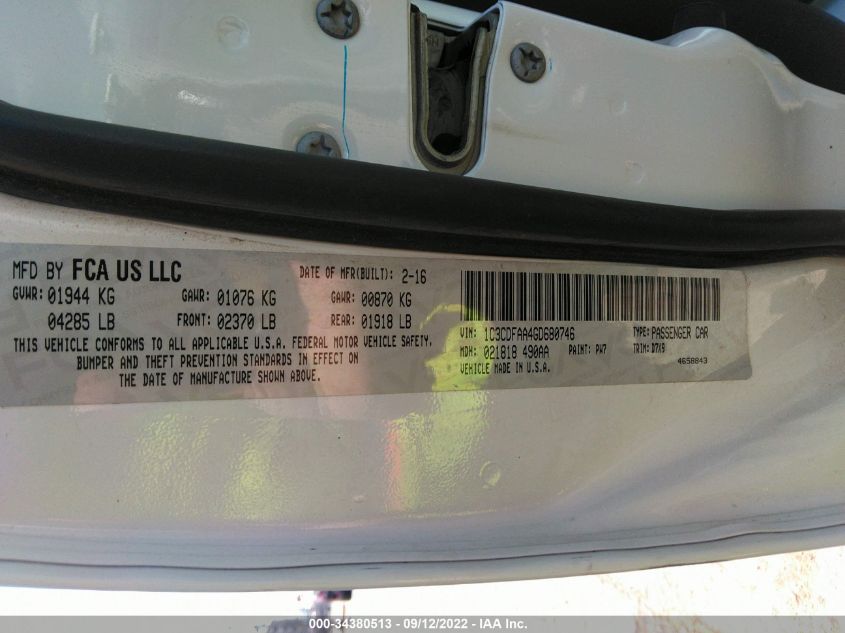 MFD BY FCA US LLC
DATE OF MFR(BUILT): 2-16
GVWR: 01944 KG GAWR: 01076 KG GAWR: 00870 KG
04285 LB FRONT: 02370 LB REAR: 01918 LB
THIS VEHICLE CONFORMS TO ALL APPLICABLE U.S.A. FEDERAL MOTOR VEHICLE SAFETY,
BUMPER AND THEFT PREVENTION STANDARDS IN EFFECT ON
THE DATE OF MANUFACTURE SHOWN ABOVE.
VIN: 1C3CDFAA4GD680746 TYPE: PASSENGER CAR
MDH: 021818 490AA PAINT: PW7 TRIM: D7X9
VEHICLE MADE IN U.S.A. 4658843
000-34380513 - 09/12/2022 - IAA Inc.